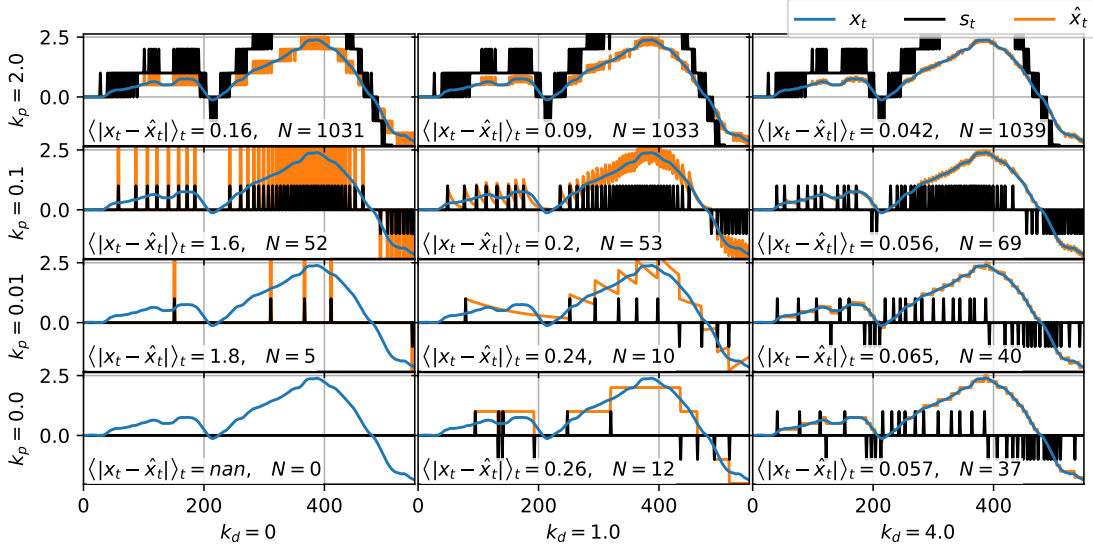 x_t s_t x̂_t
k_p = 2.0
2.5
0.0
⟨|x_t − x̂_t|⟩_t = 0.16, N = 1031
⟨|x_t − x̂_t|⟩_t = 0.09, N = 1033
⟨|x_t − x̂_t|⟩_t = 0.042, N = 1039
k_p = 0.1
2.5
0.0
⟨|x_t − x̂_t|⟩_t = 1.6, N = 52
⟨|x_t − x̂_t|⟩_t = 0.2, N = 53
⟨|x_t − x̂_t|⟩_t = 0.056, N = 69
k_p = 0.01
2.5
0.0
⟨|x_t − x̂_t|⟩_t = 1.8, N = 5
⟨|x_t − x̂_t|⟩_t = 0.24, N = 10
⟨|x_t − x̂_t|⟩_t = 0.065, N = 40
k_p = 0.0
2.5
0.0
⟨|x_t − x̂_t|⟩_t = nan, N = 0
⟨|x_t − x̂_t|⟩_t = 0.26, N = 12
⟨|x_t − x̂_t|⟩_t = 0.057, N = 37
0 200 400 0 200 400 0 200 400
k_d = 0 k_d = 1.0 k_d = 4.0